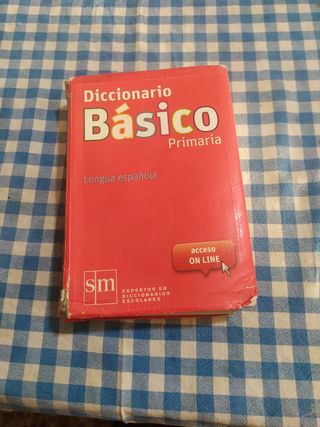 Diccionario
Básico
Primaria
Lengua española
acceso
ON LINE
sm
EXPERTOS EN
DICCIONARIOS
ESCOLARES